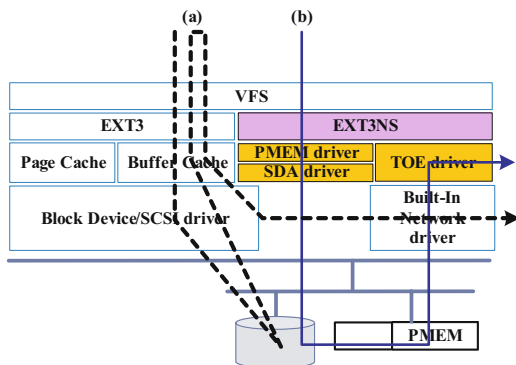 (a) (b)
VFS
EXT3 EXT3NS
Page Cache Buffer Cache PMEM driver TOE driver
SDA driver
Block Device/SCSI driver Built-In
Network
driver
PMEM